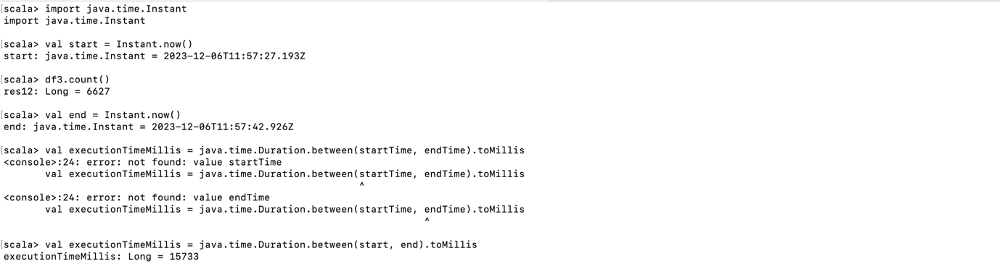 [scala> import java.time.Instant
import java.time.Instant
[scala> val start = Instant.now()
start: java.time.Instant = 2023-12-06T11:57:27.193Z
[scala> df3.count()
res12: Long = 6627
[scala> val end = Instant.now()
end: java.time.Instant = 2023-12-06T11:57:42.926Z
[scala> val executionTimeMillis = java.time.Duration.between(startTime, endTime).toMillis
<console>:24: error: not found: value startTime
       val executionTimeMillis = java.time.Duration.between(startTime, endTime).toMillis
                                                            ^
<console>:24: error: not found: value endTime
       val executionTimeMillis = java.time.Duration.between(startTime, endTime).toMillis
                                                                       ^
[scala> val executionTimeMillis = java.time.Duration.between(start, end).toMillis
executionTimeMillis: Long = 15733